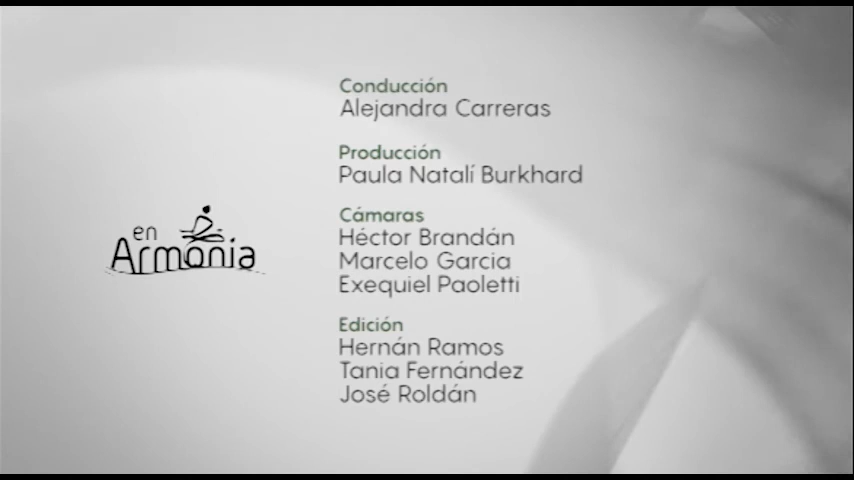 en
Armonia
Conducción
Alejandra Carreras
Producción
Paula Natalí Burkhard
Cámaras
Héctor Brandán
Marcelo Garcia
Exequiel Paoletti
Edición
Hernán Ramos
Tania Fernández
José Roldán